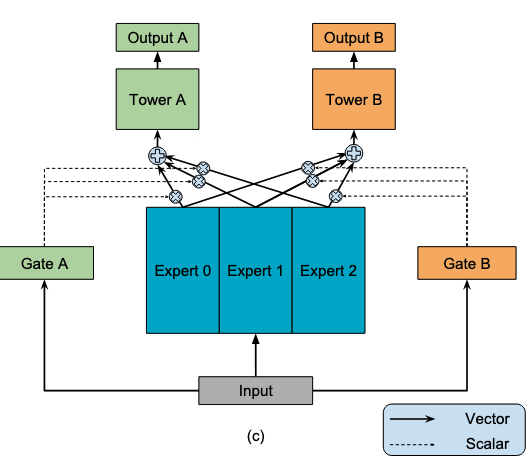 Output A
Output B
Tower A
Tower B
Gate A
Expert 0
Expert 1
Expert 2
Gate B
Input
(c)
Vector
Scalar